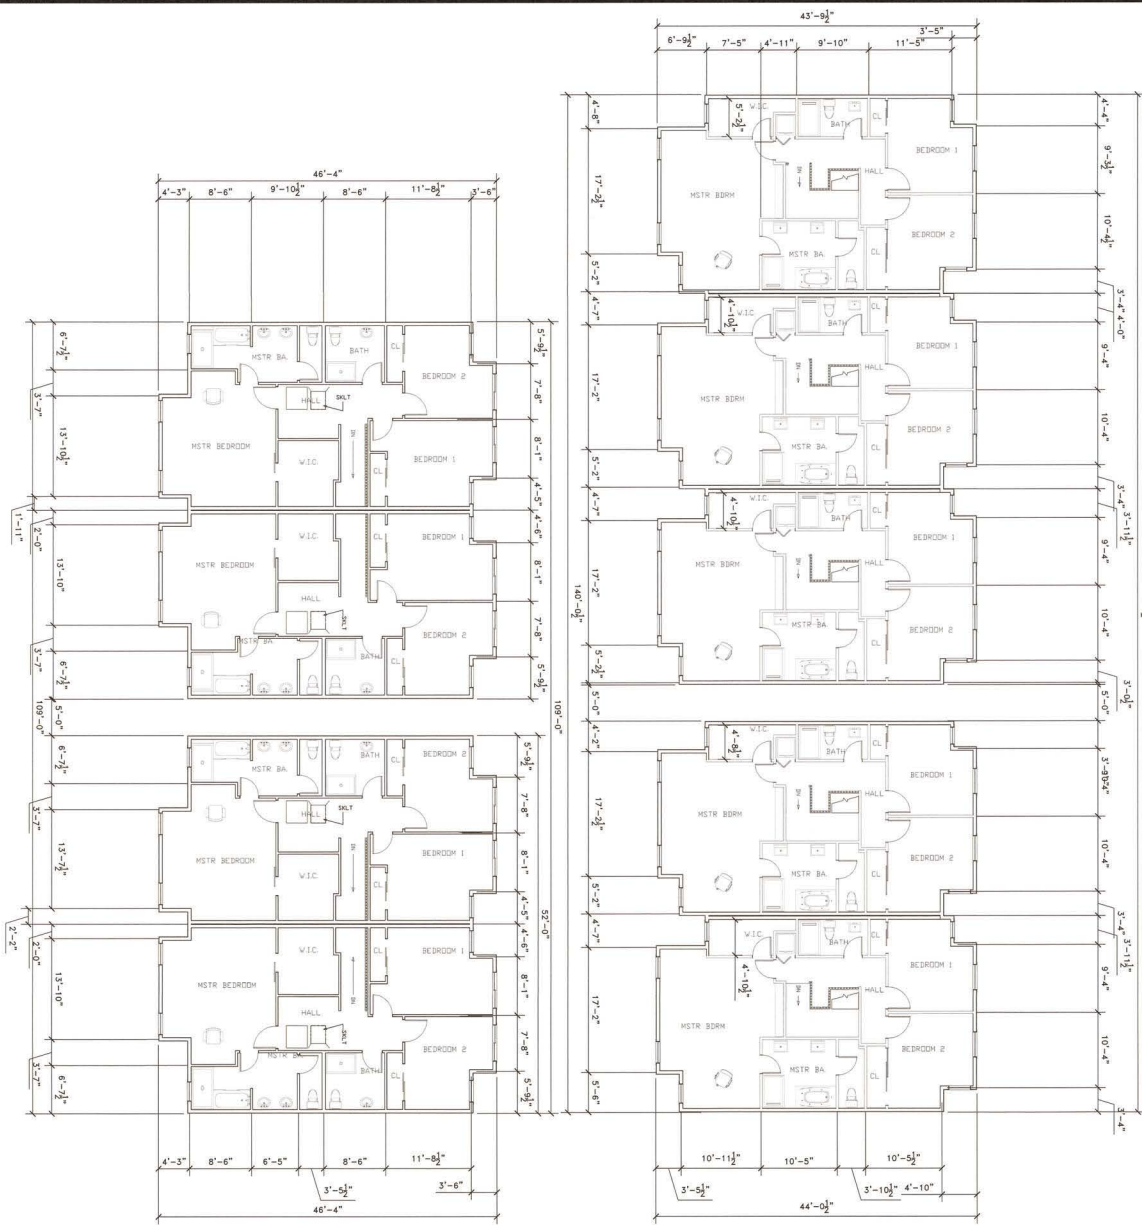 43'-9½"
3'-5"
6'-9½" 7'-5" 4'-11" 9'-10" 11'-5"
4'-8" 17'-2½" 5'-2"
4'-7" 17'-2" 5'-2"
4'-7" 17'-2" 5'-2½"
5'-0"
4'-2" 17'-2½" 5'-2"
4'-7" 17'-2" 5'-6"
140'-0½"
W.I.C. 5'-2½" BATH CL BEDROOM 1
MSTR BDRM DN HALL
MSTR BA. CL BEDROOM 2
W.I.C. 4'-10½" BATH CL BEDROOM 1
MSTR BDRM DN HALL
MSTR BA. CL BEDROOM 2
W.I.C. 4'-10½" BATH CL BEDROOM 1
MSTR BDRM DN HALL
MSTR BA. CL BEDROOM 2
W.I.C. 4'-8½" BATH CL BEDROOM 1
MSTR BDRM DN HALL
MSTR BA. CL BEDROOM 2
W.I.C. 4'-10½" BATH CL BEDROOM 1
MSTR BDRM DN HALL
MSTR BA. CL BEDROOM 2
4'-4" 9'-3½" 10'-4½"
3'-4" 4'-0" 9'-4" 10'-4"
3'-4" 3'-11½" 9'-4" 10'-4"
3'-0½" 5'-0"
10'-4"
3'-4" 3'-11½" 9'-4" 10'-4" 3'-4"
10'-11½" 10'-5" 10'-5½"
3'-5½" 3'-10½" 4'-10"
44'-0½"
46'-4"
4'-3" 8'-6" 9'-10½" 8'-6" 11'-8½" 3'-6"
6'-7½" 3'-7" 13'-10½" 1'-11"
2'-0" 13'-10" 3'-7" 6'-7½"
5'-0" 109'-0"
6'-7½" 3'-7" 13'-7½" 2'-2"
2'-0" 13'-10" 3'-7" 6'-7½"
MSTR BA. BATH CL BEDROOM 2
HALL SKLT
MSTR BEDROOM W.I.C. DN CL BEDROOM 1
MSTR BEDROOM W.I.C. CL BEDROOM 1
HALL SKLT
MSTR BA. BATH CL BEDROOM 2
MSTR BA. BATH CL BEDROOM 2
HALL SKLT
MSTR BEDROOM W.I.C. DN CL BEDROOM 1
MSTR BEDROOM W.I.C. DN CL BEDROOM 1
HALL SKLT
MSTR BA. BATH CL BEDROOM 2
5'-9½" 7'-8" 8'-1" 4'-5"
4'-6" 8'-1" 7'-8" 5'-9½"
109'-0"
5'-9½" 7'-8" 8'-1" 4'-5"
52'-0"
4'-6" 8'-1" 7'-8" 5'-9½"
4'-3" 8'-6" 6'-5" 8'-6" 11'-8½"
3'-5½" 3'-6"
46'-4"